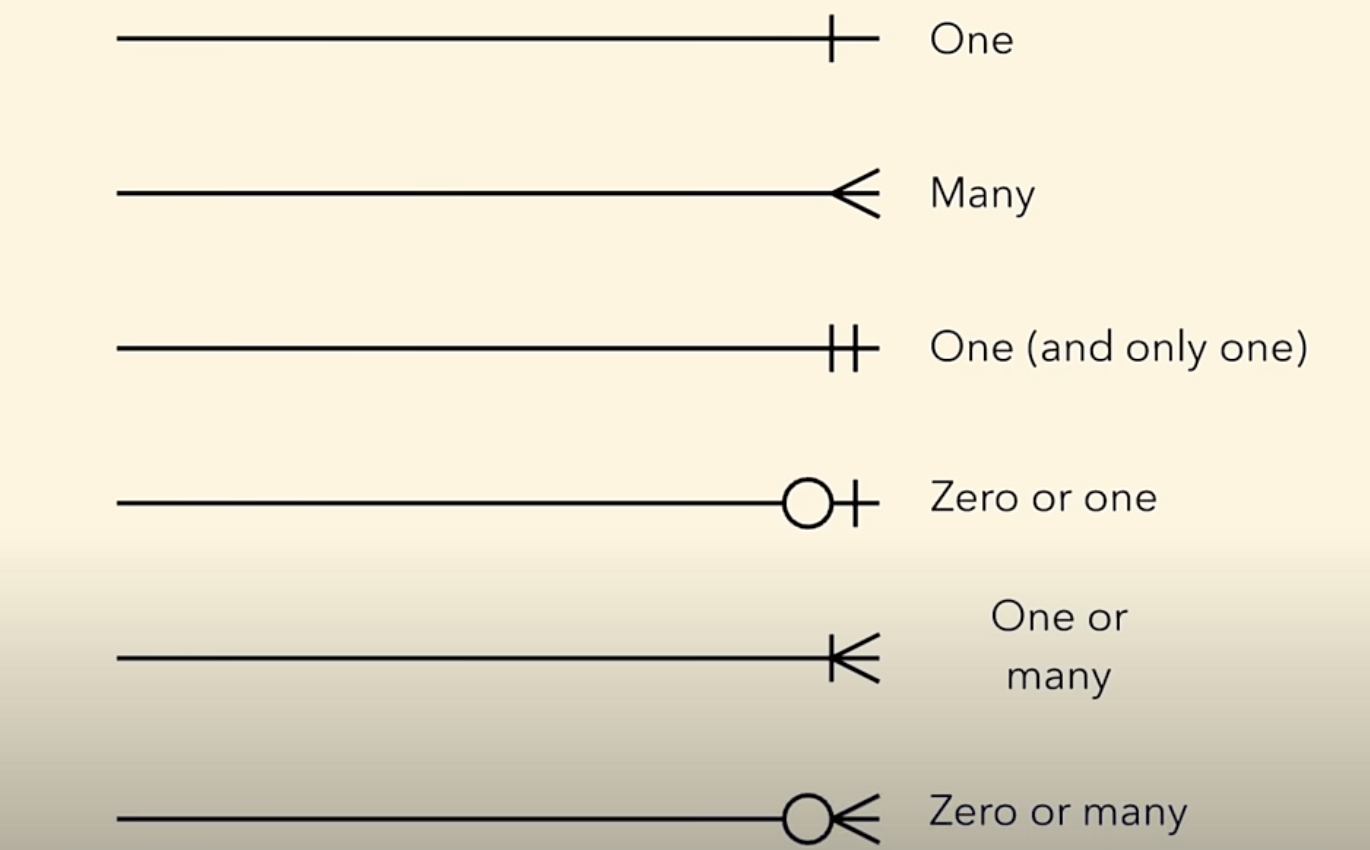 One
Many
One (and only one)
Zero or one
One or
many
Zero or many